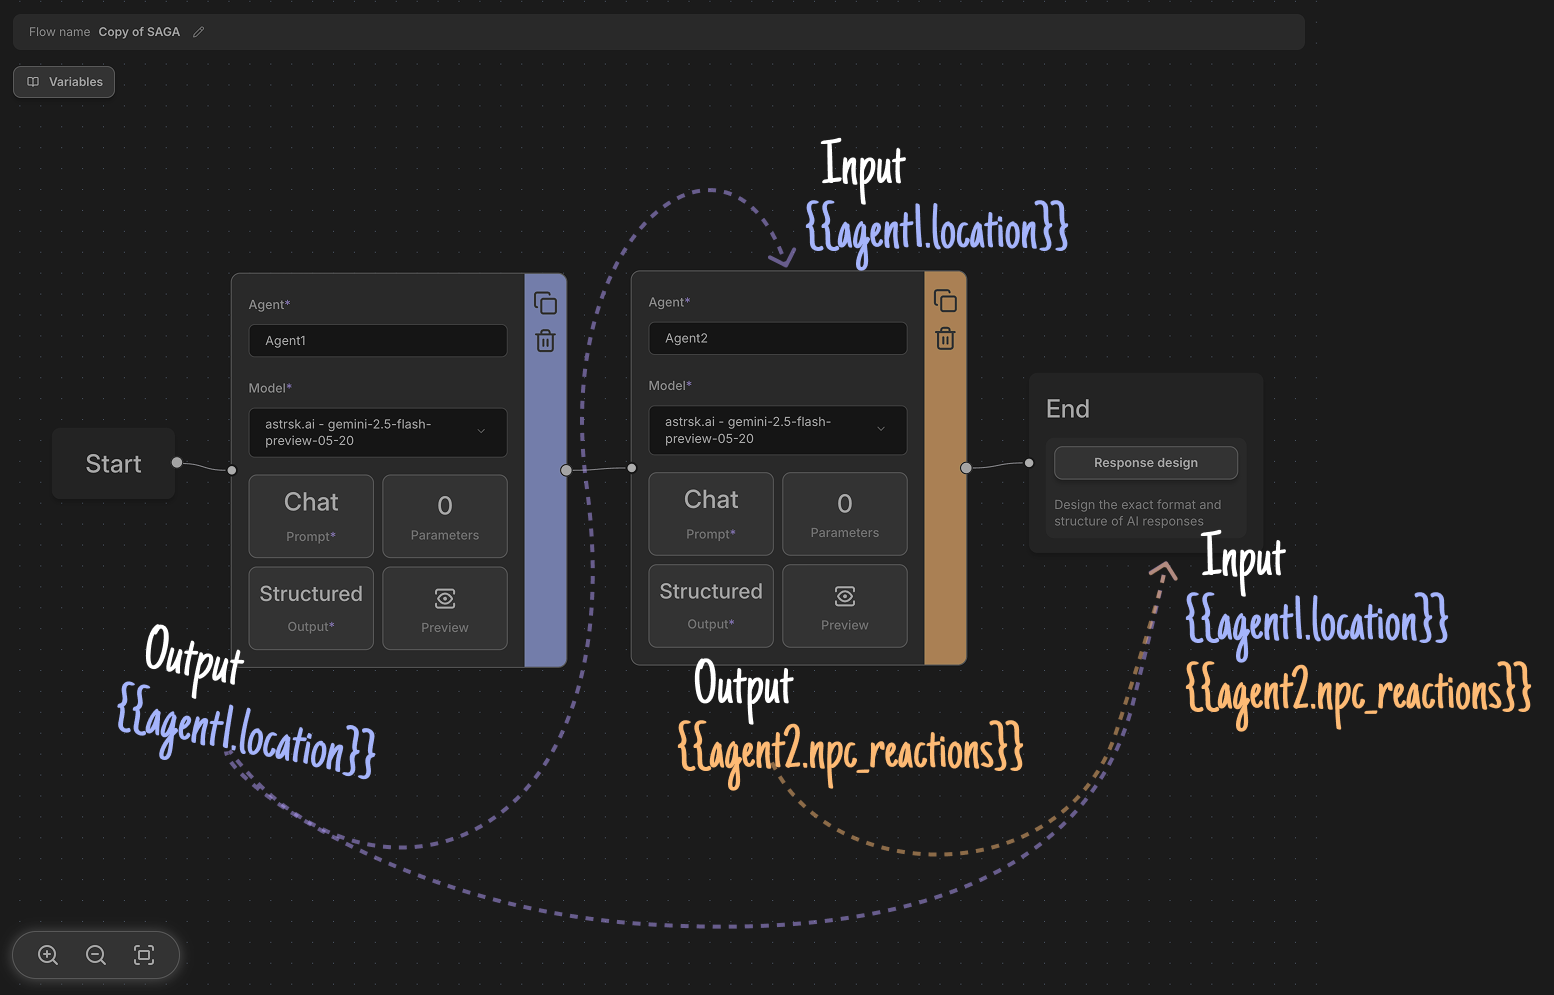 Flow name Copy of SAGA
Variables
Input
{{agent1.location}}
Start
Agent*
Agent1
Model*
astrsk.ai - gemini-2.5-flash-
preview-05-20
Chat
Prompt*
0
Parameters
Structured
Output*
Preview
Output
{{agent1.location}}
Agent*
Agent2
Model*
astrsk.ai - gemini-2.5-flash-
preview-05-20
Chat
Prompt*
0
Parameters
Structured
Output*
Preview
Output
{{agent2.npc_reactions}}
End
Response design
Design the exact format and
structure of AI responses
Input
{{agent1.location}}
{{agent2.npc_reactions}}